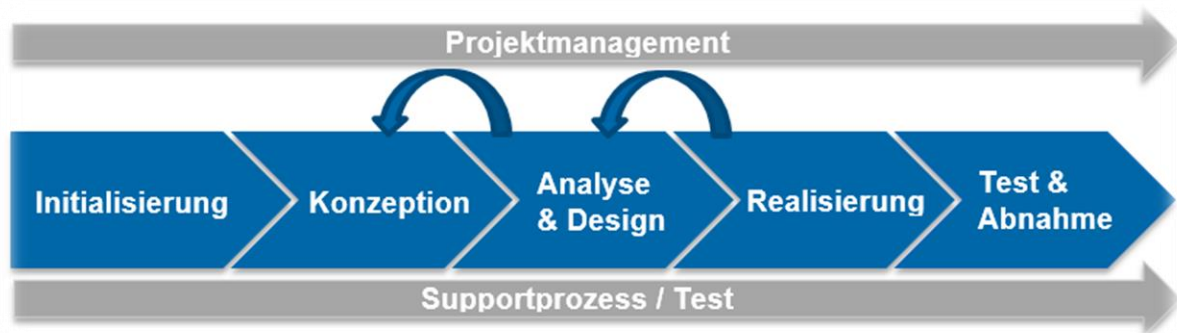 Projektmanagement
Initialisierung
Konzeption
Analyse
& Design
Realisierung
Test &
Abnahme
Supportprozess / Test